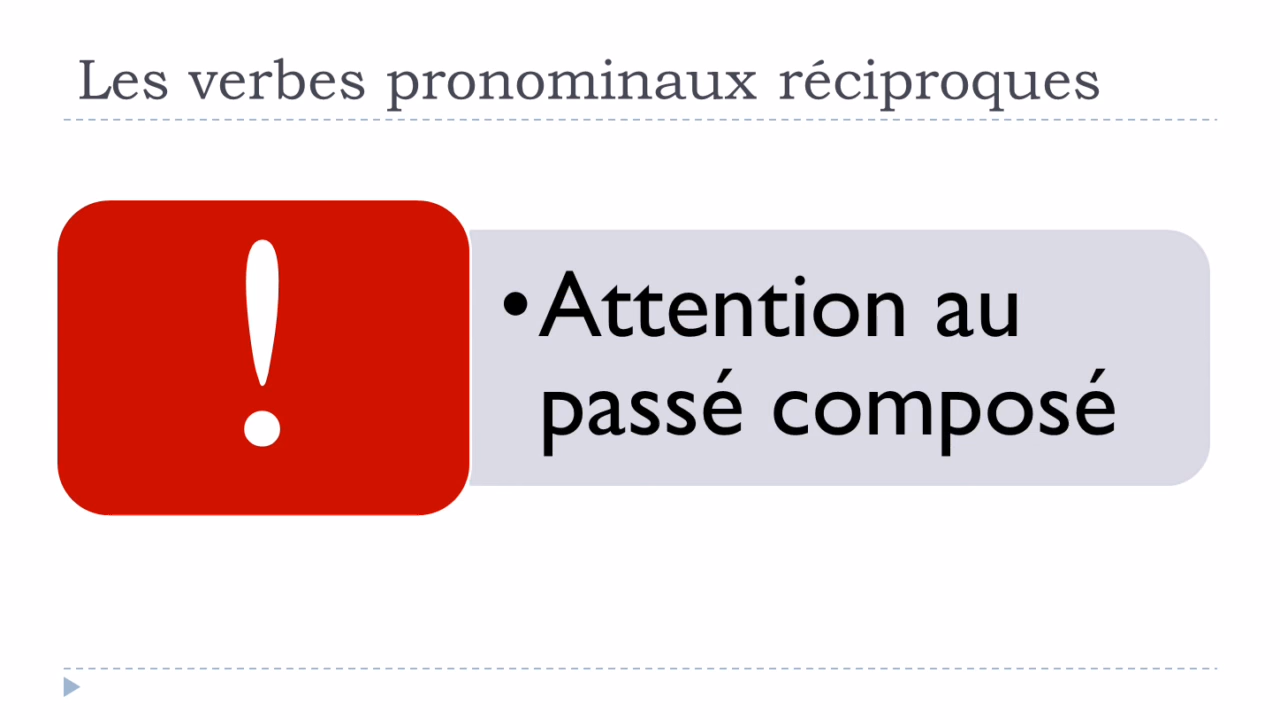 Les verbes pronominaux réciproques
!
•Attention au
passé composé